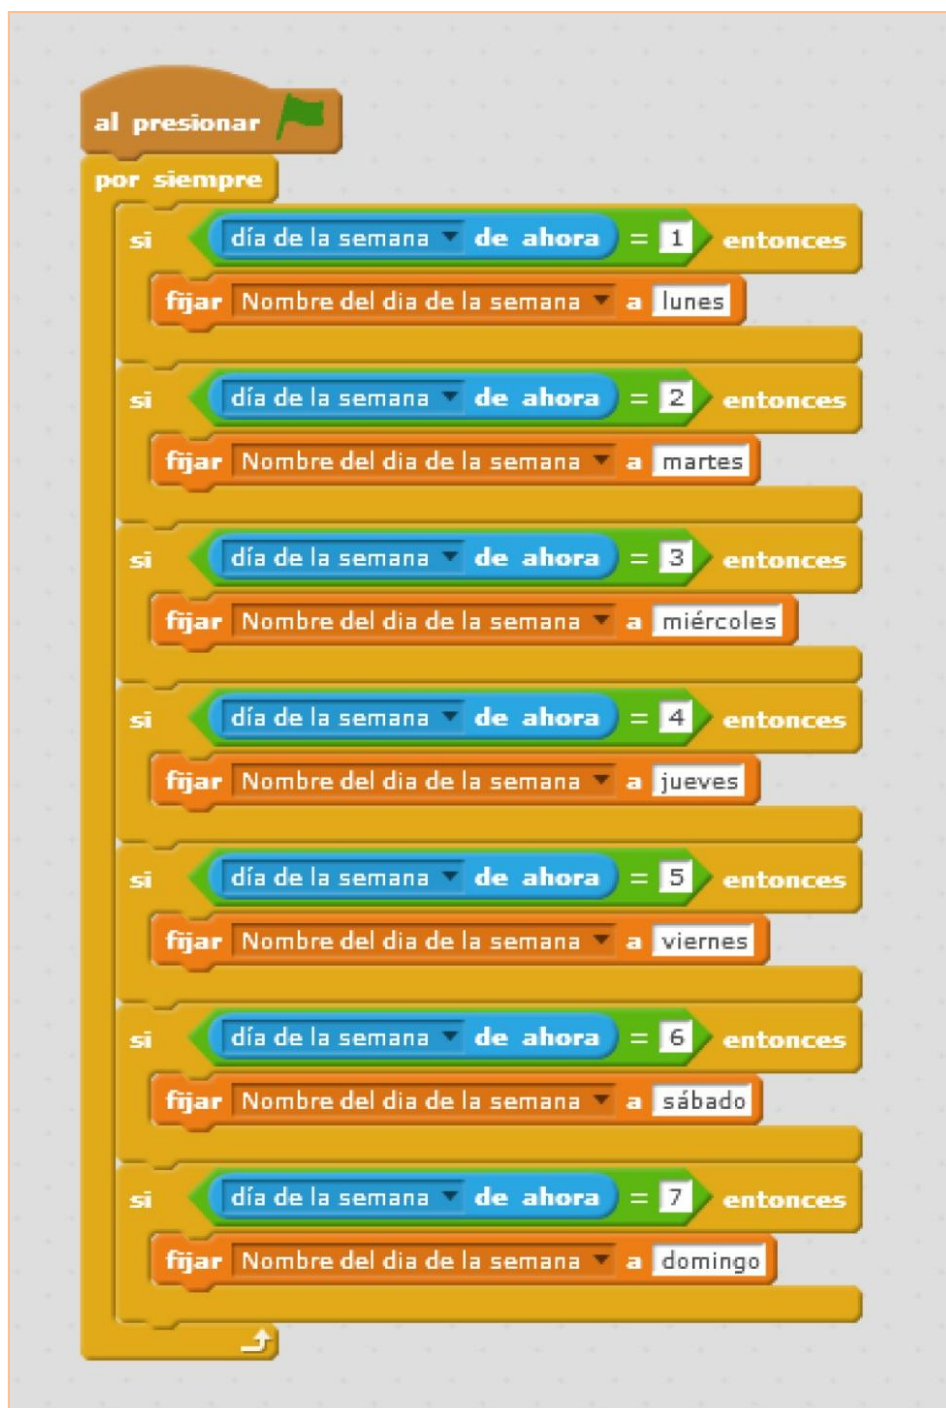 al presionar
por siempre
si día de la semana de ahora = 1 entonces
fijar Nombre del dia de la semana a lunes
si día de la semana de ahora = 2 entonces
fijar Nombre del dia de la semana a martes
si día de la semana de ahora = 3 entonces
fijar Nombre del dia de la semana a miércoles
si día de la semana de ahora = 4 entonces
fijar Nombre del dia de la semana a jueves
si día de la semana de ahora = 5 entonces
fijar Nombre del dia de la semana a viernes
si día de la semana de ahora = 6 entonces
fijar Nombre del dia de la semana a sábado
si día de la semana de ahora = 7 entonces
fijar Nombre del dia de la semana a domingo